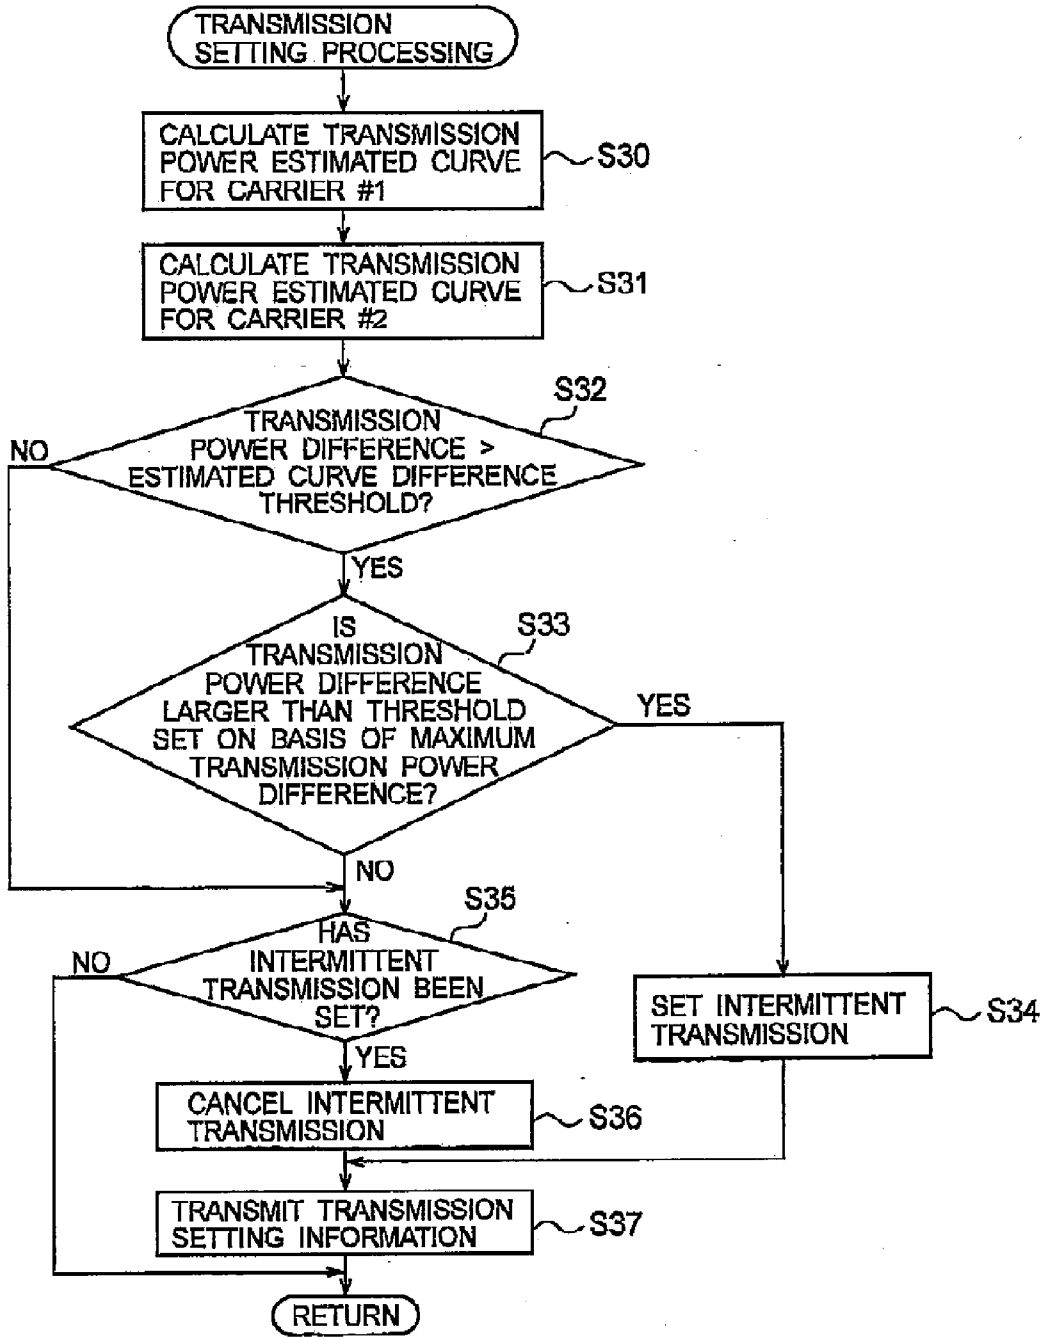 TRANSMISSION
SETTING PROCESSING
CALCULATE TRANSMISSION
POWER ESTIMATED CURVE
FOR CARRIER #1
S30
CALCULATE TRANSMISSION
POWER ESTIMATED CURVE
FOR CARRIER #2
S31
S32
TRANSMISSION
POWER DIFFERENCE >
ESTIMATED CURVE DIFFERENCE
THRESHOLD?
NO
YES
S33
IS
TRANSMISSION
POWER DIFFERENCE
LARGER THAN THRESHOLD
SET ON BASIS OF MAXIMUM
TRANSMISSION POWER
DIFFERENCE?
YES
NO
S35
HAS
INTERMITTENT
TRANSMISSION BEEN
SET?
NO
YES
SET INTERMITTENT
TRANSMISSION
S34
CANCEL INTERMITTENT
TRANSMISSION
S36
TRANSMIT TRANSMISSION
SETTING INFORMATION
S37
RETURN